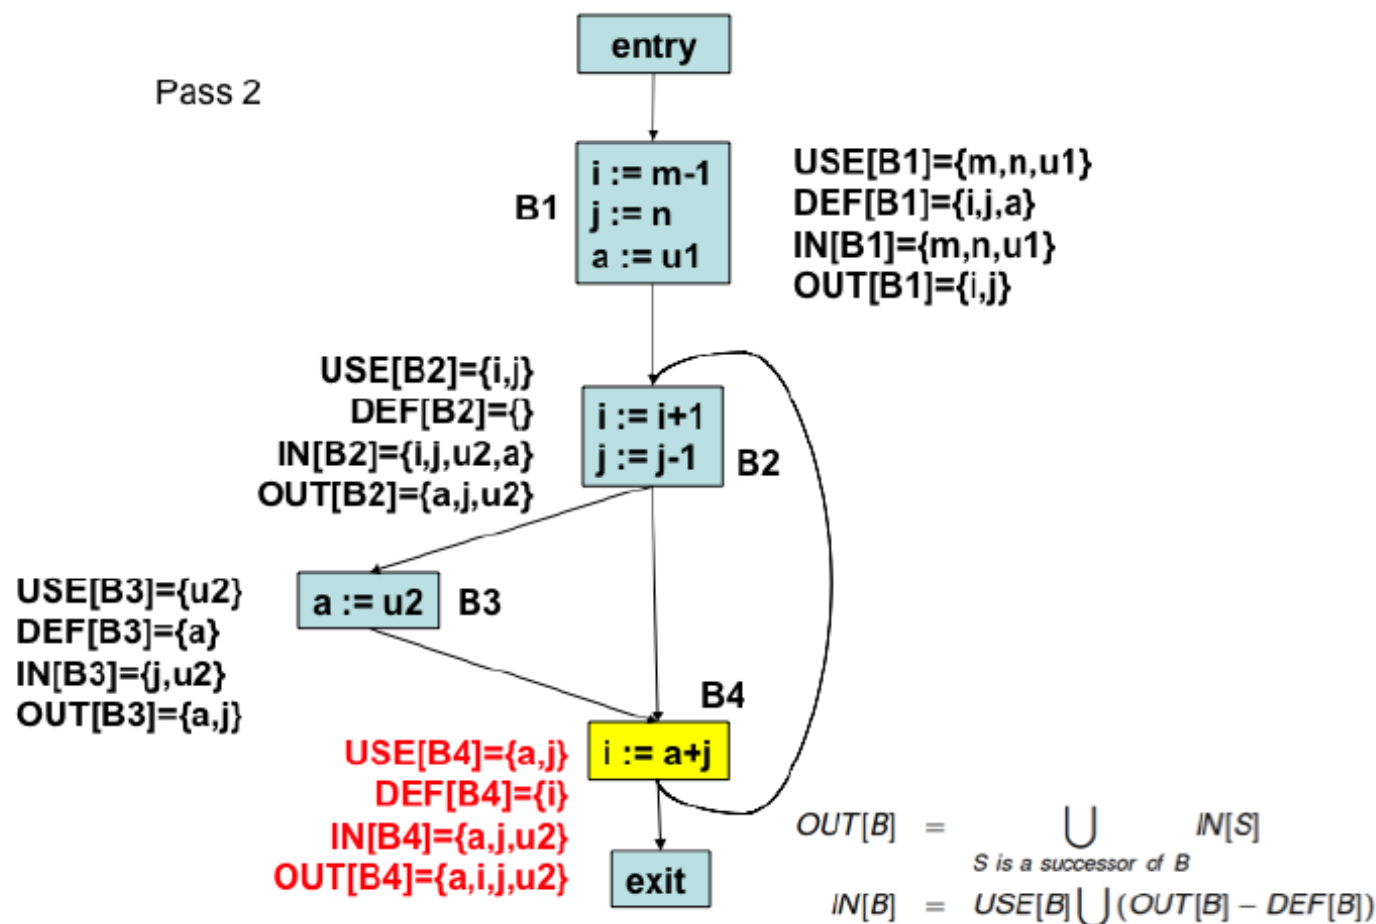 entry
Pass 2
i := m-1
j := n
a := u1
B1
USE[B1]={m,n,u1}
DEF[B1]={i,j,a}
IN[B1]={m,n,u1}
OUT[B1]={i,j}
USE[B2]={i,j}
DEF[B2]={}
IN[B2]={i,j,u2,a}
OUT[B2]={a,j,u2}
i := i+1
j := j-1
B2
USE[B3]={u2}
DEF[B3]={a}
IN[B3]={j,u2}
OUT[B3]={a,j}
a := u2
B3
B4
i := a+j
USE[B4]={a,j}
DEF[B4]={i}
IN[B4]={a,j,u2}
OUT[B4]={a,i,j,u2}
exit
OUT[B] = ⋃ IN[S]
S is a successor of B
IN[B] = USE[B] ⋃ (OUT[B] − DEF[B])